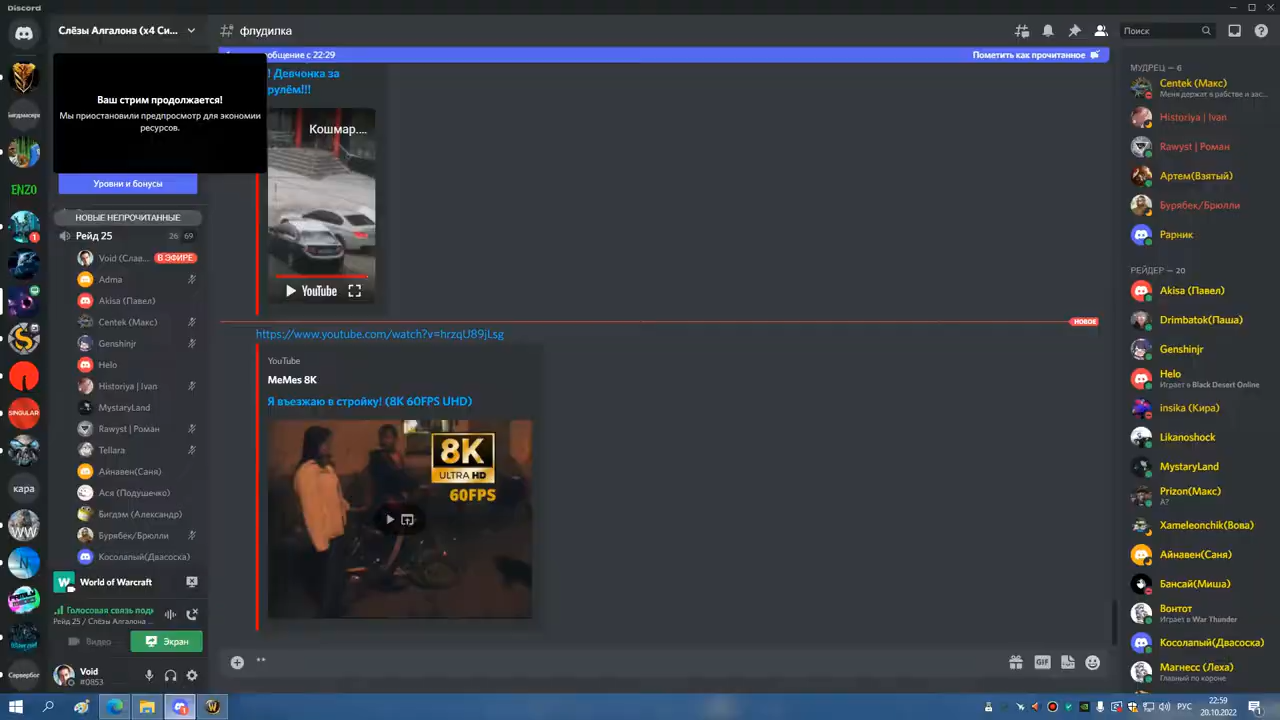 Discord
Слёзы Алгалона (x4 Си...
флудилка
Поиск
сообщение с 22:29
Пометить как прочитанное
Ваш стрим продолжается!
Мы приостановили предпросмотр для экономии
ресурсов.
Уровни и бонусы
НОВЫЕ НЕПРОЧИТАННЫЕ
Рейд 25
26 69
Void (Слав...
В ЭФИРЕ
Adma
Akisa (Павел)
Centek (Макс)
Genshinjr
Helo
Historiya | Ivan
MystaryLand
Rawyst | Роман
Tellara
Айнавен(Саня)
Ася (Подушечко)
Бигдэм (Александр)
Бурябек/Брюлли
Косолапый(Двасоска)
World of Warcraft
Голосовая связь подк
Рейд 25 / Слёзы Алгалона ...
Видео
Экран
Void
#0853
ENZO
1
SINGULAR
кара
WW
N
Сервербог
! Девчонка за
рулём!!!
Кошмар....
YouTube
НОВОЕ
https://www.youtube.com/watch?v=hrzqU89jLsg
YouTube
MeMes 8K
Я въезжаю в стройку! (8K 60FPS UHD)
8K
ULTRA HD
60FPS
**
GIF
МУДРЕЦ — 6
Centek (Макс)
Меня держат в рабстве и зас...
Historiya | Ivan
Rawyst | Роман
Артем(Взятый)
Бурябек/Брюлли
Рарник
РЕЙДЕР — 20
Akisa (Павел)
Drimbatok(Паша)
Genshinjr
Helo
Играет в Black Desert Online
insika (Кира)
Likanoshock
MystaryLand
Prizon(Макс)
А?
Xameleonchik(Вова)
Айнавен(Саня)
Бансай(Миша)
Вонтот
Играет в War Thunder
Косолапый(Двасоска)
Магнесс (Леха)
Главный по короне
РУС
22:59
20.10.2022
1